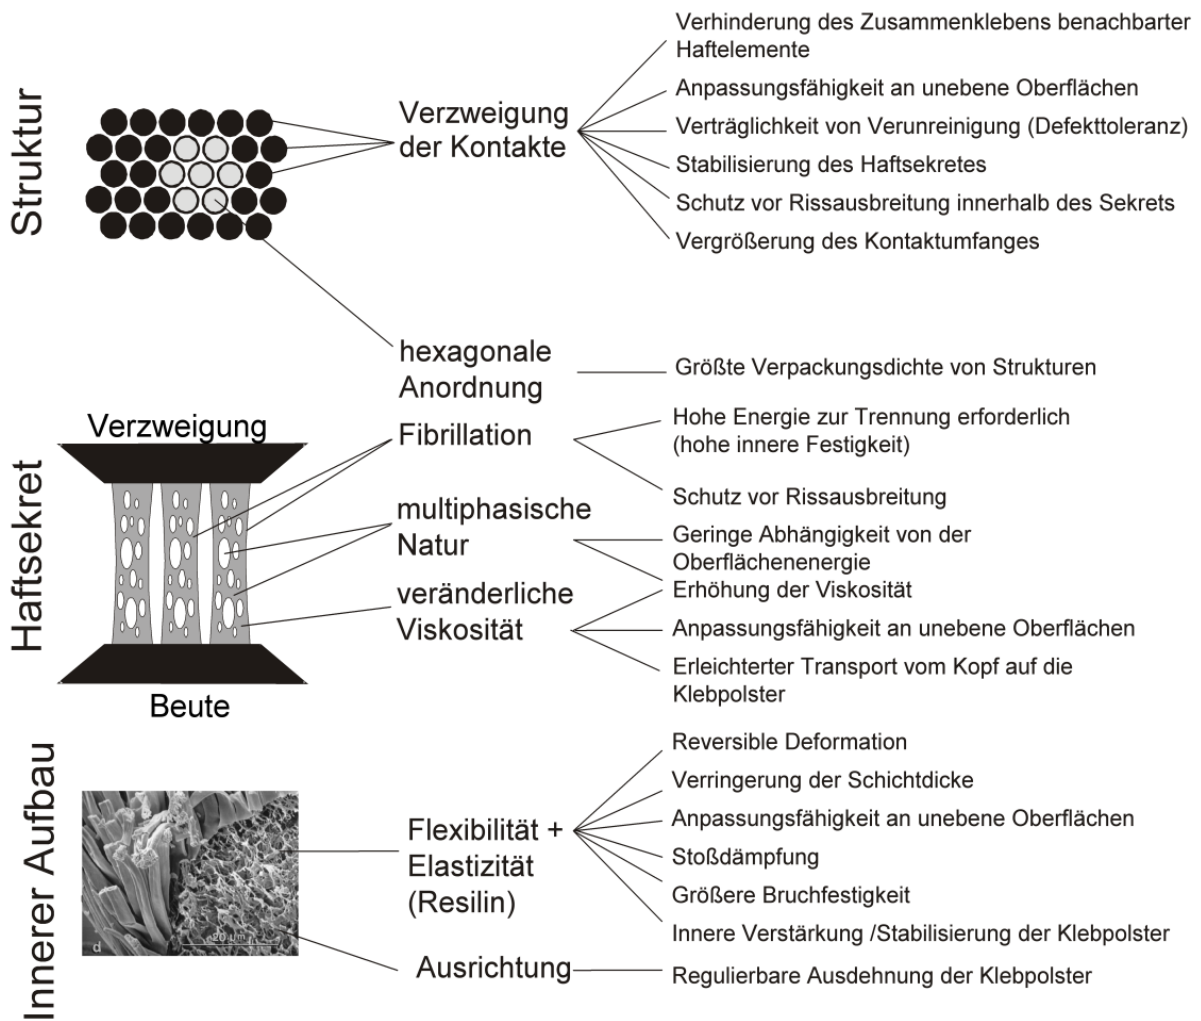 Struktur
Verzweigung
der Kontakte
Verhinderung des Zusammenklebens benachbarter
Haftelemente
Anpassungsfähigkeit an unebene Oberflächen
Verträglichkeit von Verunreinigung (Defekttoleranz)
Stabilisierung des Haftsekretes
Schutz vor Rissausbreitung innerhalb des Sekrets
Vergrößerung des Kontaktumfanges
hexagonale
Anordnung
Größte Verpackungsdichte von Strukturen
Haftsekret
Verzweigung
Beute
Fibrillation
Hohe Energie zur Trennung erforderlich
(hohe innere Festigkeit)
Schutz vor Rissausbreitung
multiphasische
Natur
Geringe Abhängigkeit von der
Oberflächenenergie
Erhöhung der Viskosität
veränderliche
Viskosität
Anpassungsfähigkeit an unebene Oberflächen
Erleichterter Transport vom Kopf auf die
Klebpolster
Innerer Aufbau
d
20 µm
Flexibilität +
Elastizität
(Resilin)
Reversible Deformation
Verringerung der Schichtdicke
Anpassungsfähigkeit an unebene Oberflächen
Stoßdämpfung
Größere Bruchfestigkeit
Innere Verstärkung /Stabilisierung der Klebpolster
Ausrichtung
Regulierbare Ausdehnung der Klebpolster